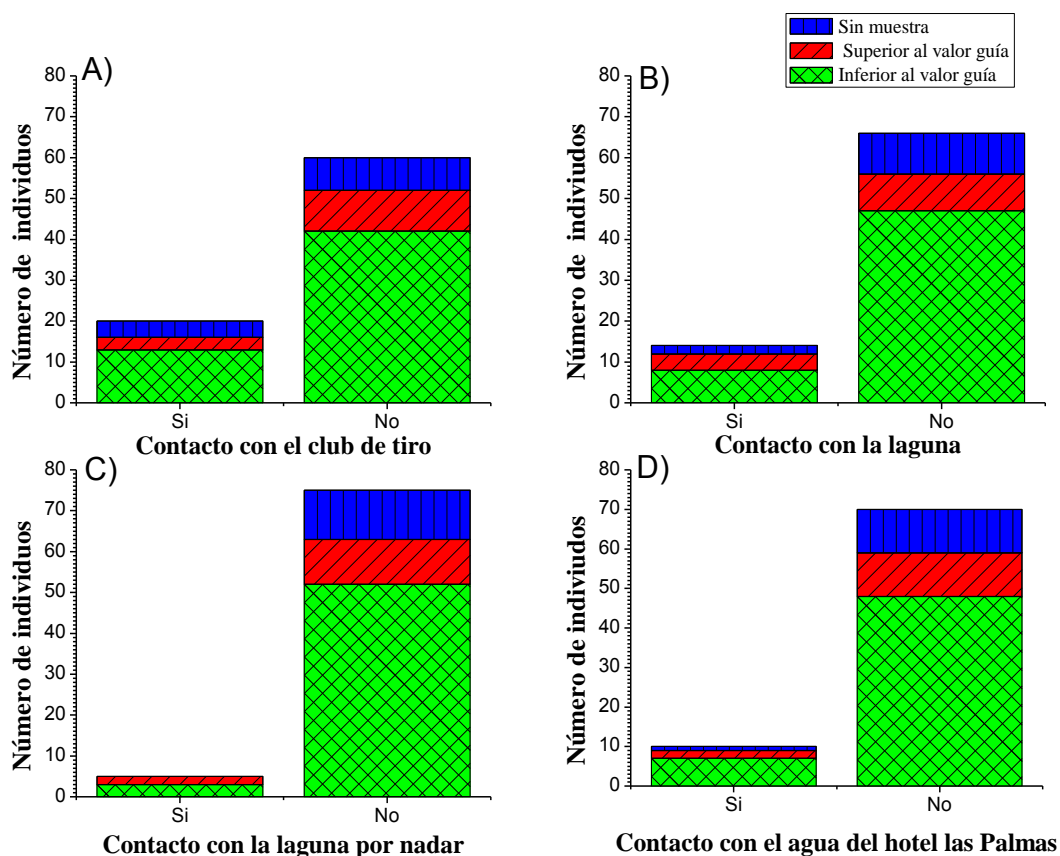 Sin muestra
Superior al valor guía
Inferior al valor guía
A)
80
70
60
50
40
30
20
10
0
Número de individuos
Si
No
Contacto con el club de tiro
B)
80
70
60
50
40
30
20
10
0
Número de indiviudos
Si
No
Contacto con la laguna
C)
80
70
60
50
40
30
20
10
0
Número de individuos
Si
No
Contacto con la laguna por nadar
D)
80
70
60
50
40
30
20
10
0
Número de indiviudos
Si
No
Contacto con el agua del hotel las Palmas